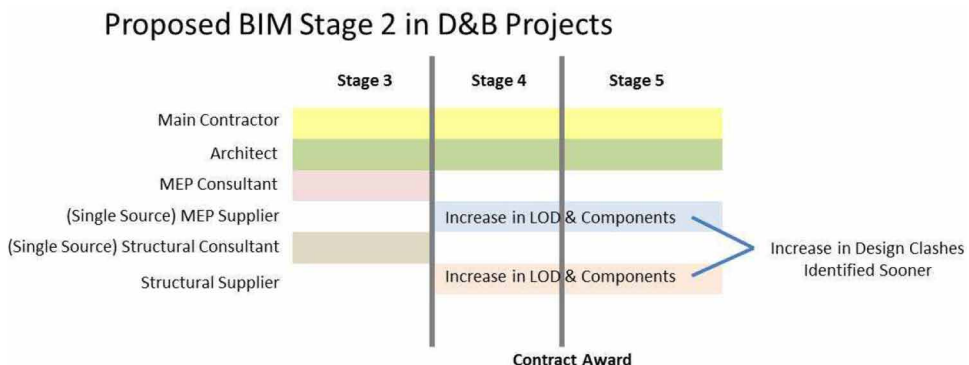 Proposed BIM Stage 2 in D&B Projects
Stage 3
Stage 4
Stage 5
Main Contractor
Architect
MEP Consultant
(Single Source) MEP Supplier
Increase in LOD & Components
(Single Source) Structural Consultant
Increase in Design Clashes
Identified Sooner
Structural Supplier
Increase in LOD & Components
Contract Award